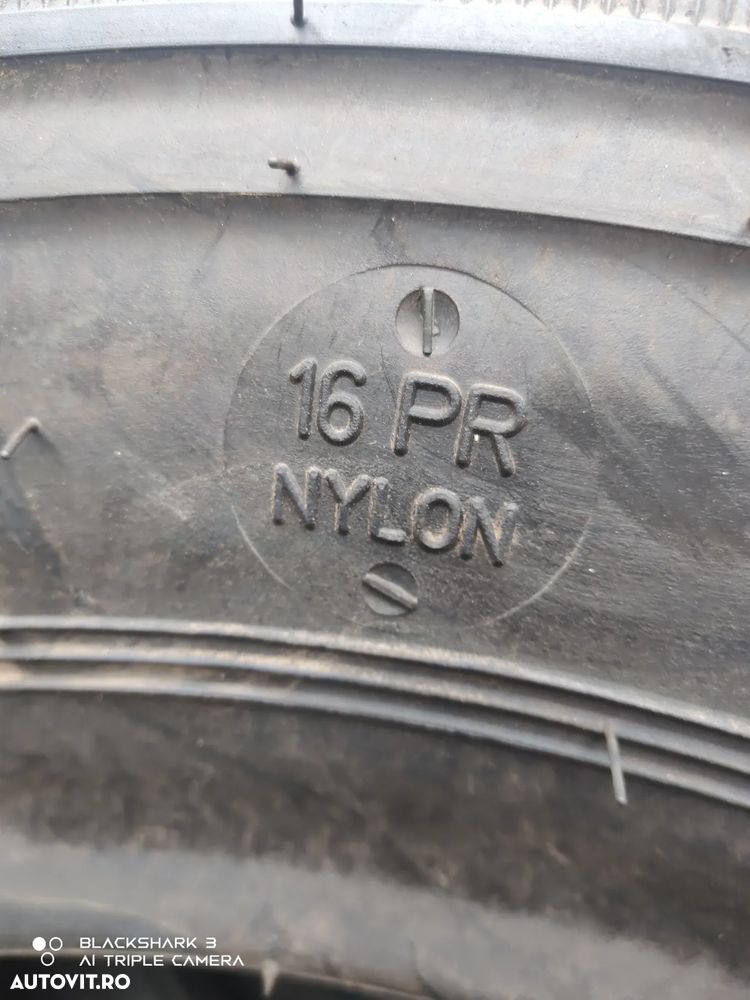 16 PR
NYLON
BLACKSHARK 3
AI TRIPLE CAMERA
AUTOVIT.RO